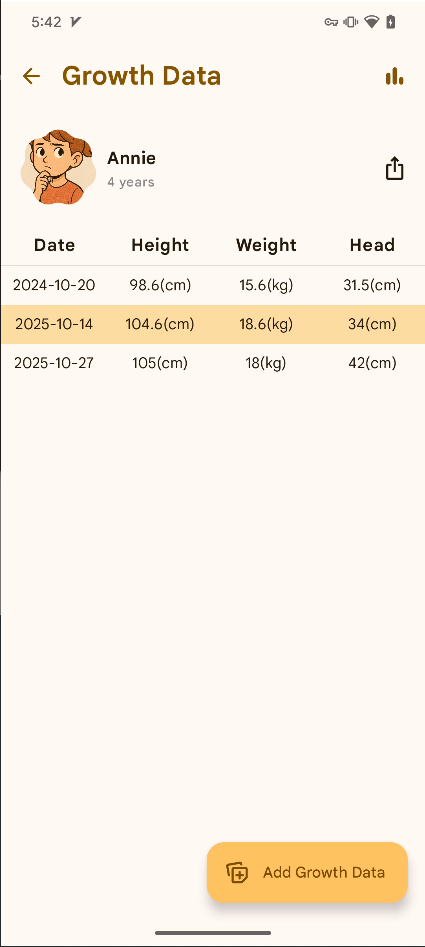 5:42
Growth Data
Annie
4 years
Date Height Weight Head
2024-10-20 98.6(cm) 15.6(kg) 31.5(cm)
2025-10-14 104.6(cm) 18.6(kg) 34(cm)
2025-10-27 105(cm) 18(kg) 42(cm)
Add Growth Data